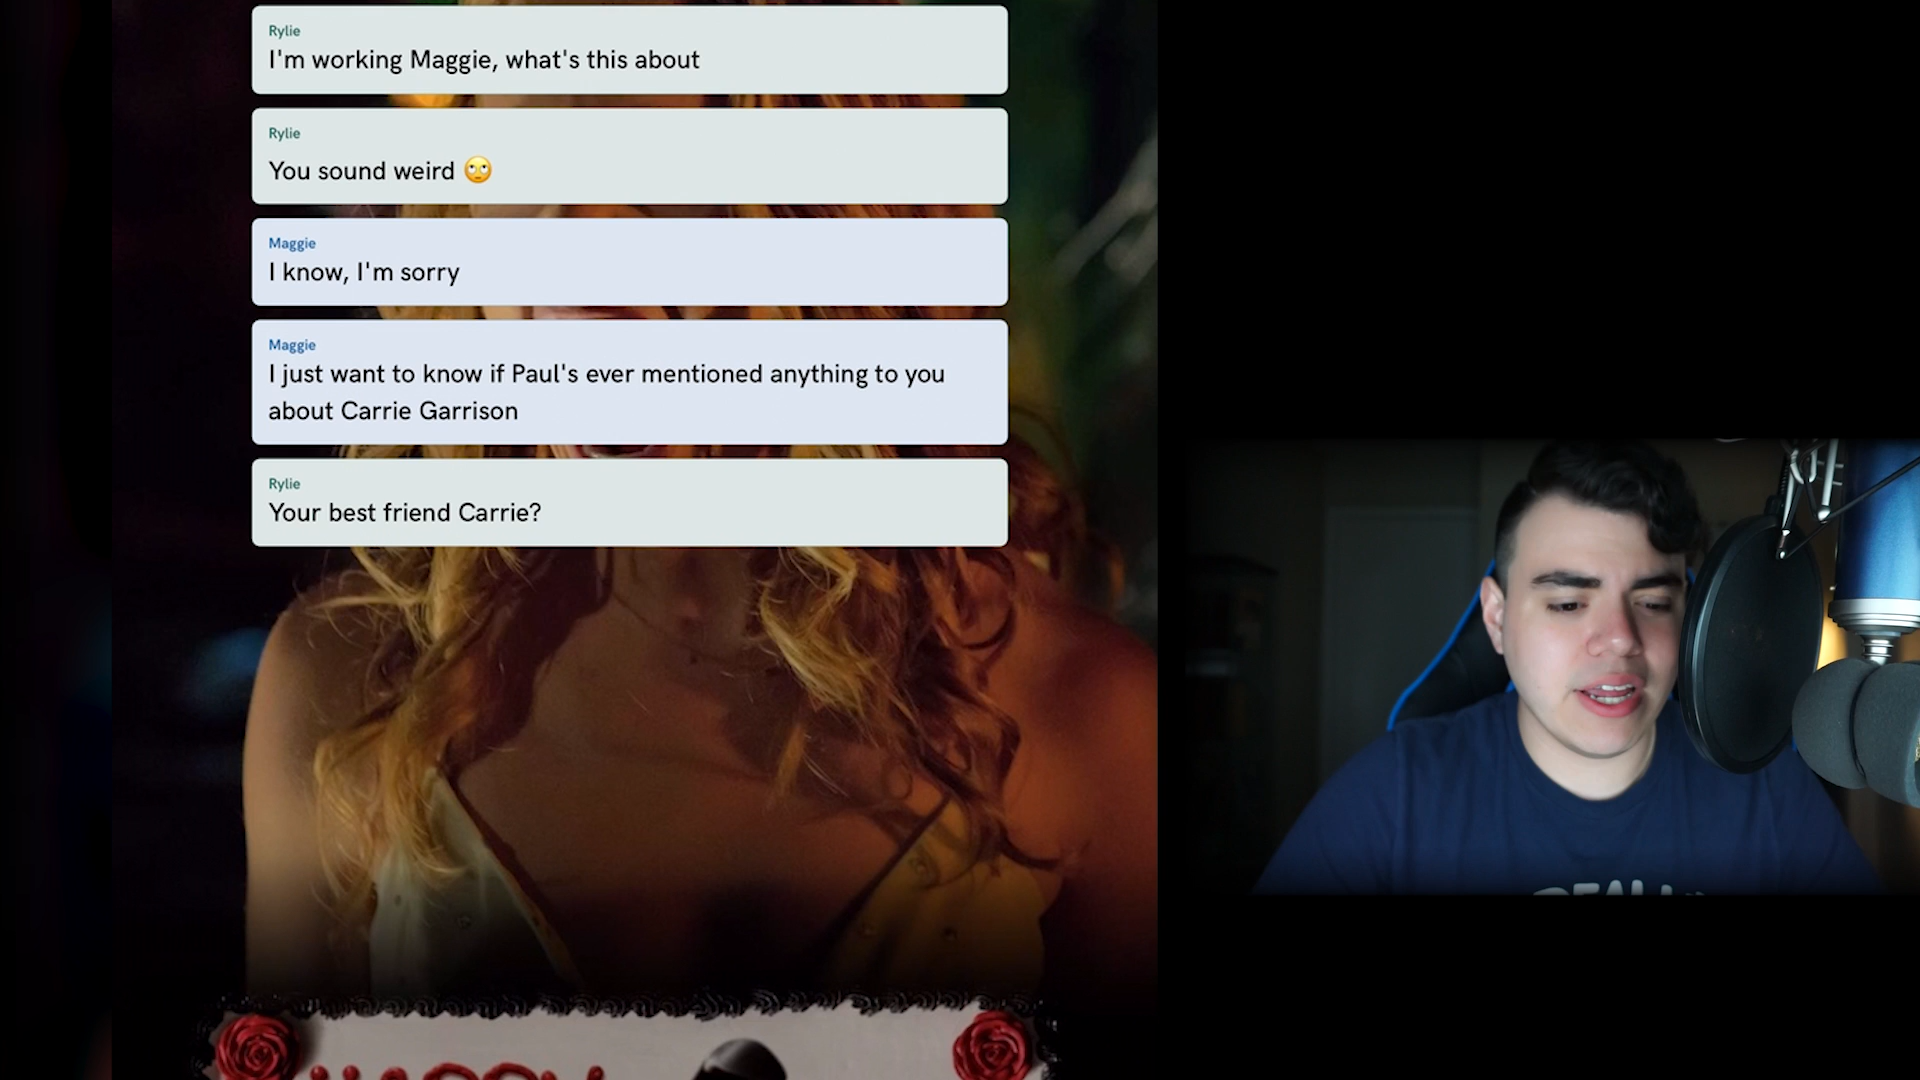 Rylie
I'm working Maggie, what's this about
Rylie
You sound weird 🙄
Maggie
I know, I'm sorry
Maggie
I just want to know if Paul's ever mentioned anything to you
about Carrie Garrison
Rylie
Your best friend Carrie?
HAPPY